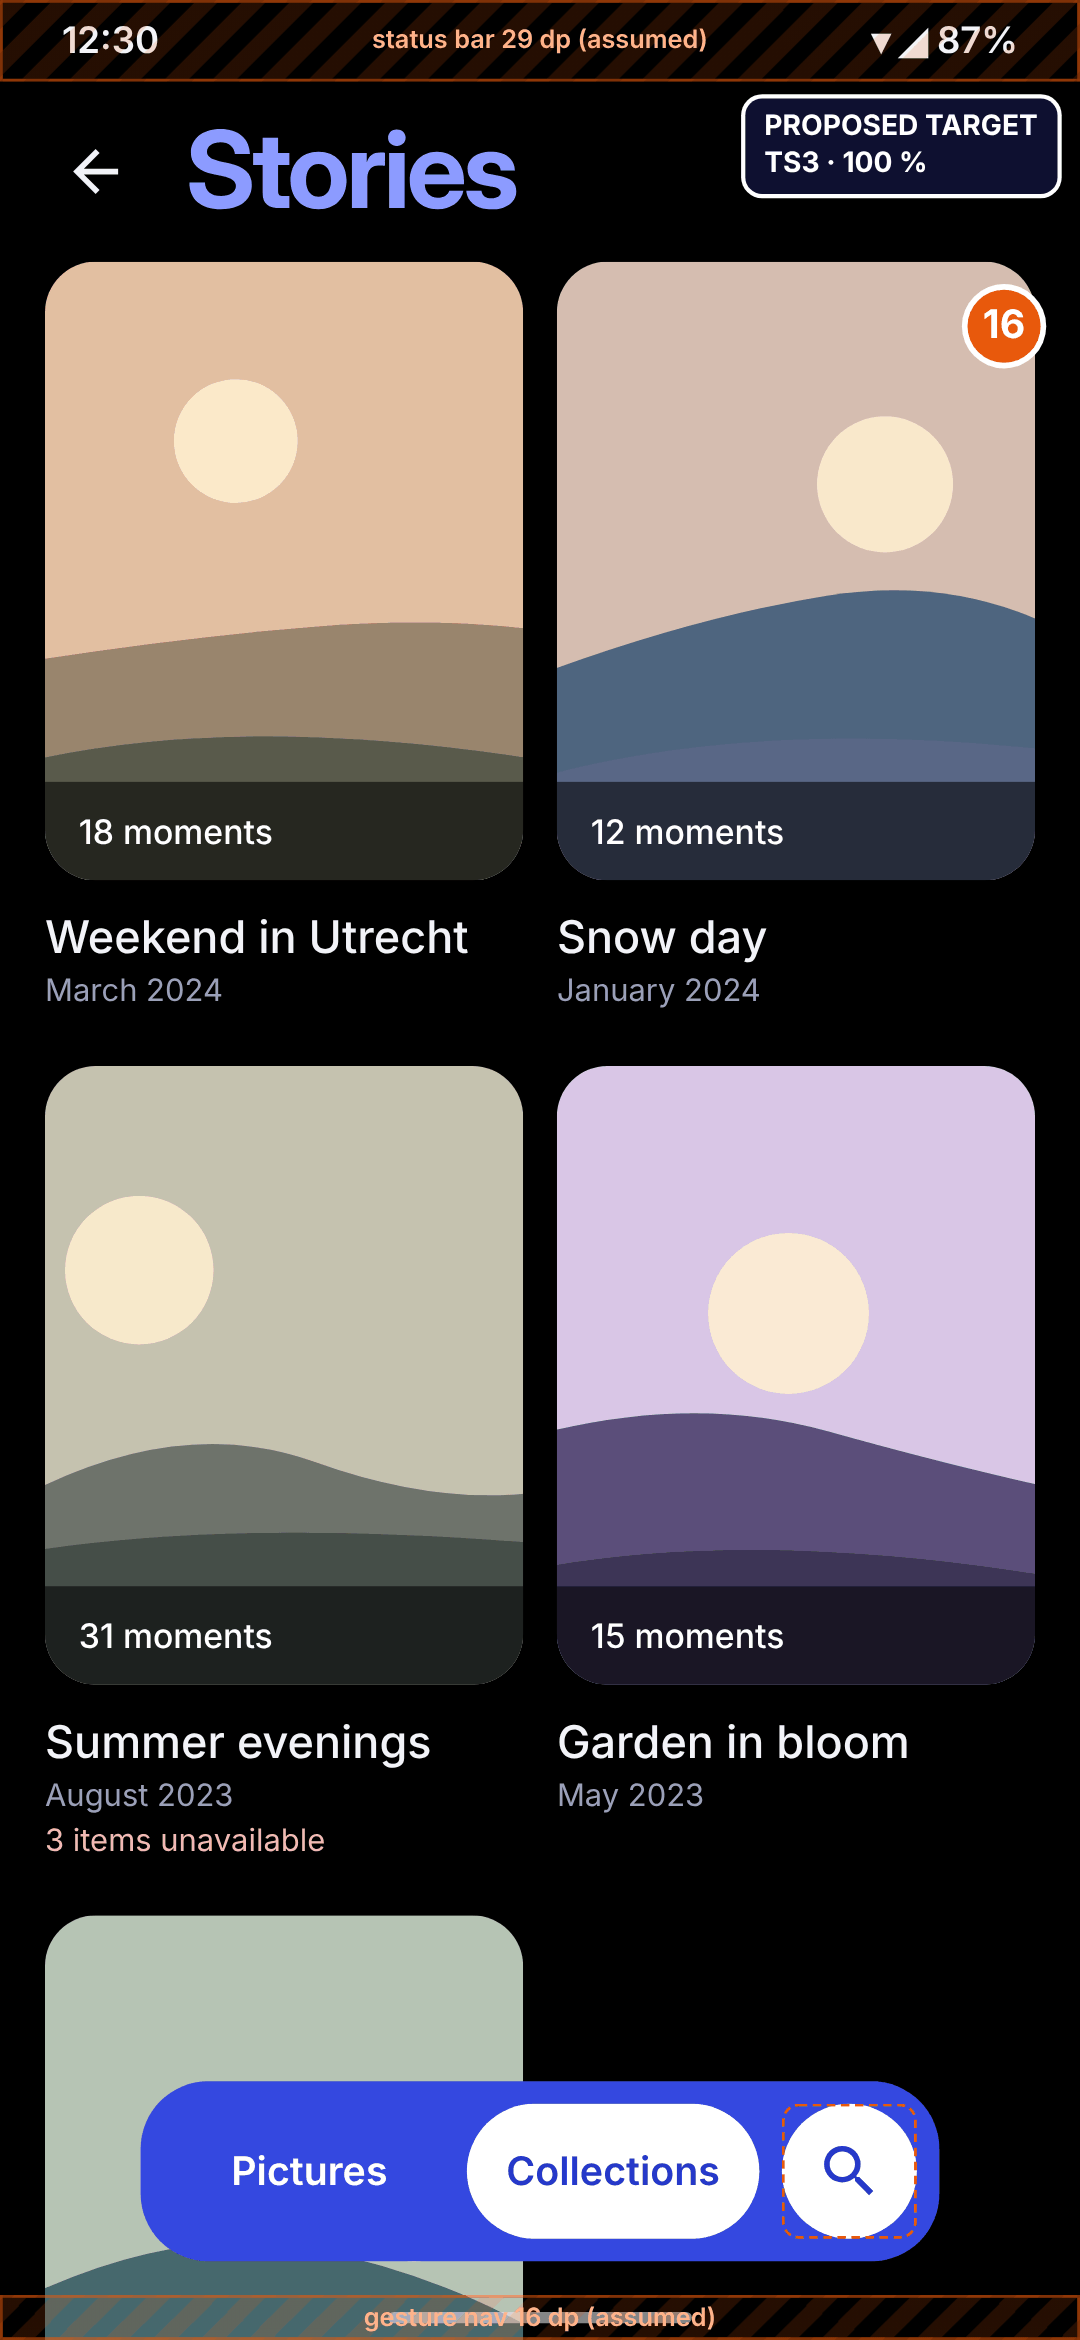 12:30
status bar 29 dp (assumed)
87%
Stories
PROPOSED TARGET
TS3 · 100 %
16
18 moments
12 moments
Weekend in Utrecht
March 2024
Snow day
January 2024
31 moments
15 moments
Summer evenings
August 2023
3 items unavailable
Garden in bloom
May 2023
Pictures
Collections
gesture nav 16 dp (assumed)